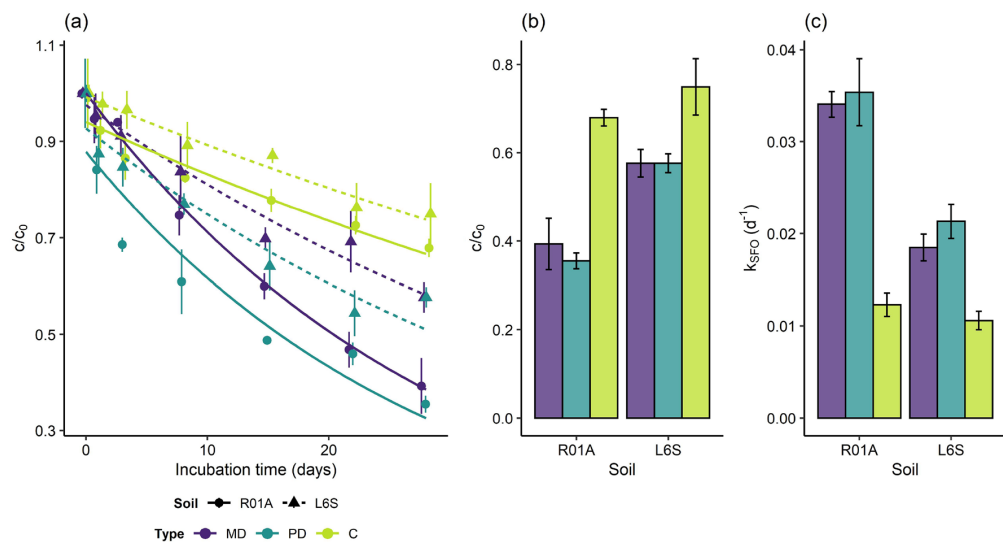 (a)
1.1
0.9
0.7
0.5
0.3
c/c₀
0
10
20
Incubation time (days)
Soil R01A L6S
Type MD PD C
(b)
0.8
0.6
0.4
0.2
0.0
c/c₀
R01A L6S
Soil
(c)
0.04
0.03
0.02
0.01
0.00
k_SFO (d⁻¹)
R01A L6S
Soil